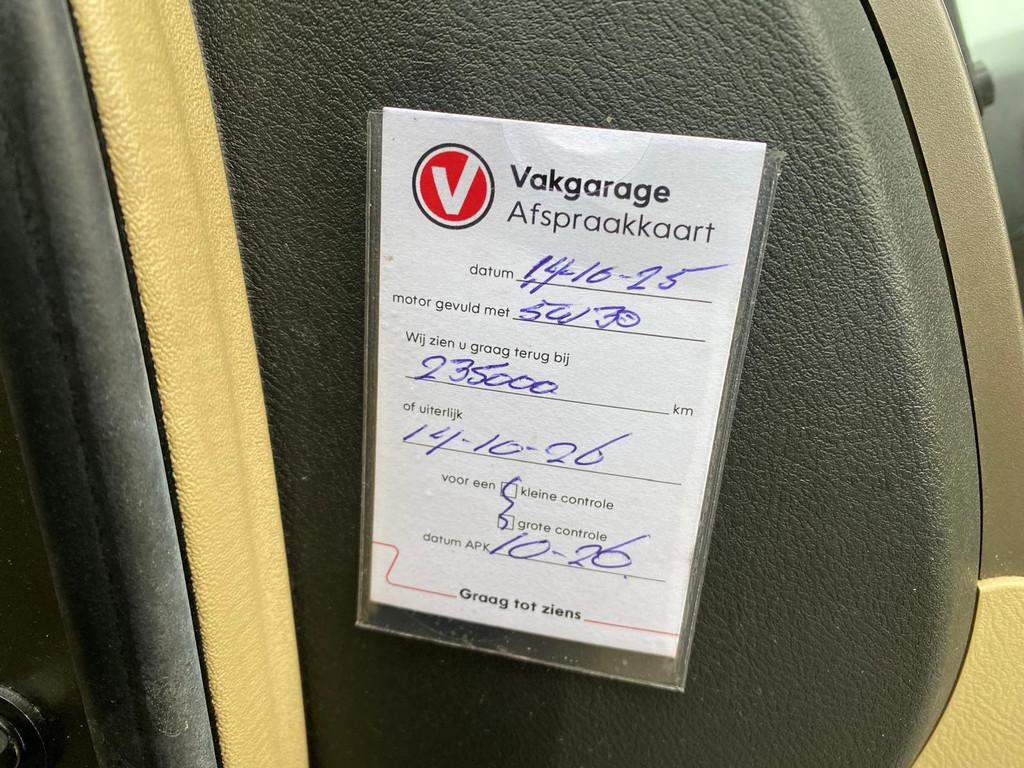 V
Vakgarage
Afspraakkaart
datum 14-10-25
motor gevuld met 5W30
Wij zien u graag terug bij
235000 km
of uiterlijk
14-10-26
voor een kleine controle
grote controle
datum APK 10-26
Graag tot ziens